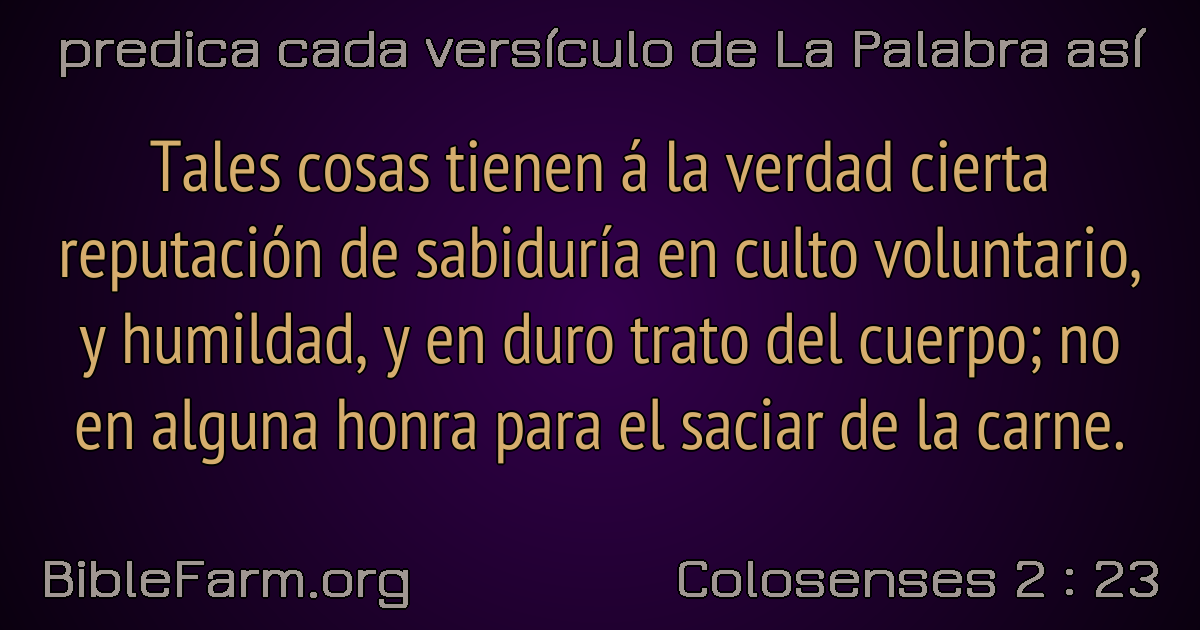 predica cada versículo de La Palabra así
Tales cosas tienen á la verdad cierta
reputación de sabiduría en culto voluntario,
y humildad, y en duro trato del cuerpo; no
en alguna honra para el saciar de la carne.
BibleFarm.org
Colosenses 2 : 23